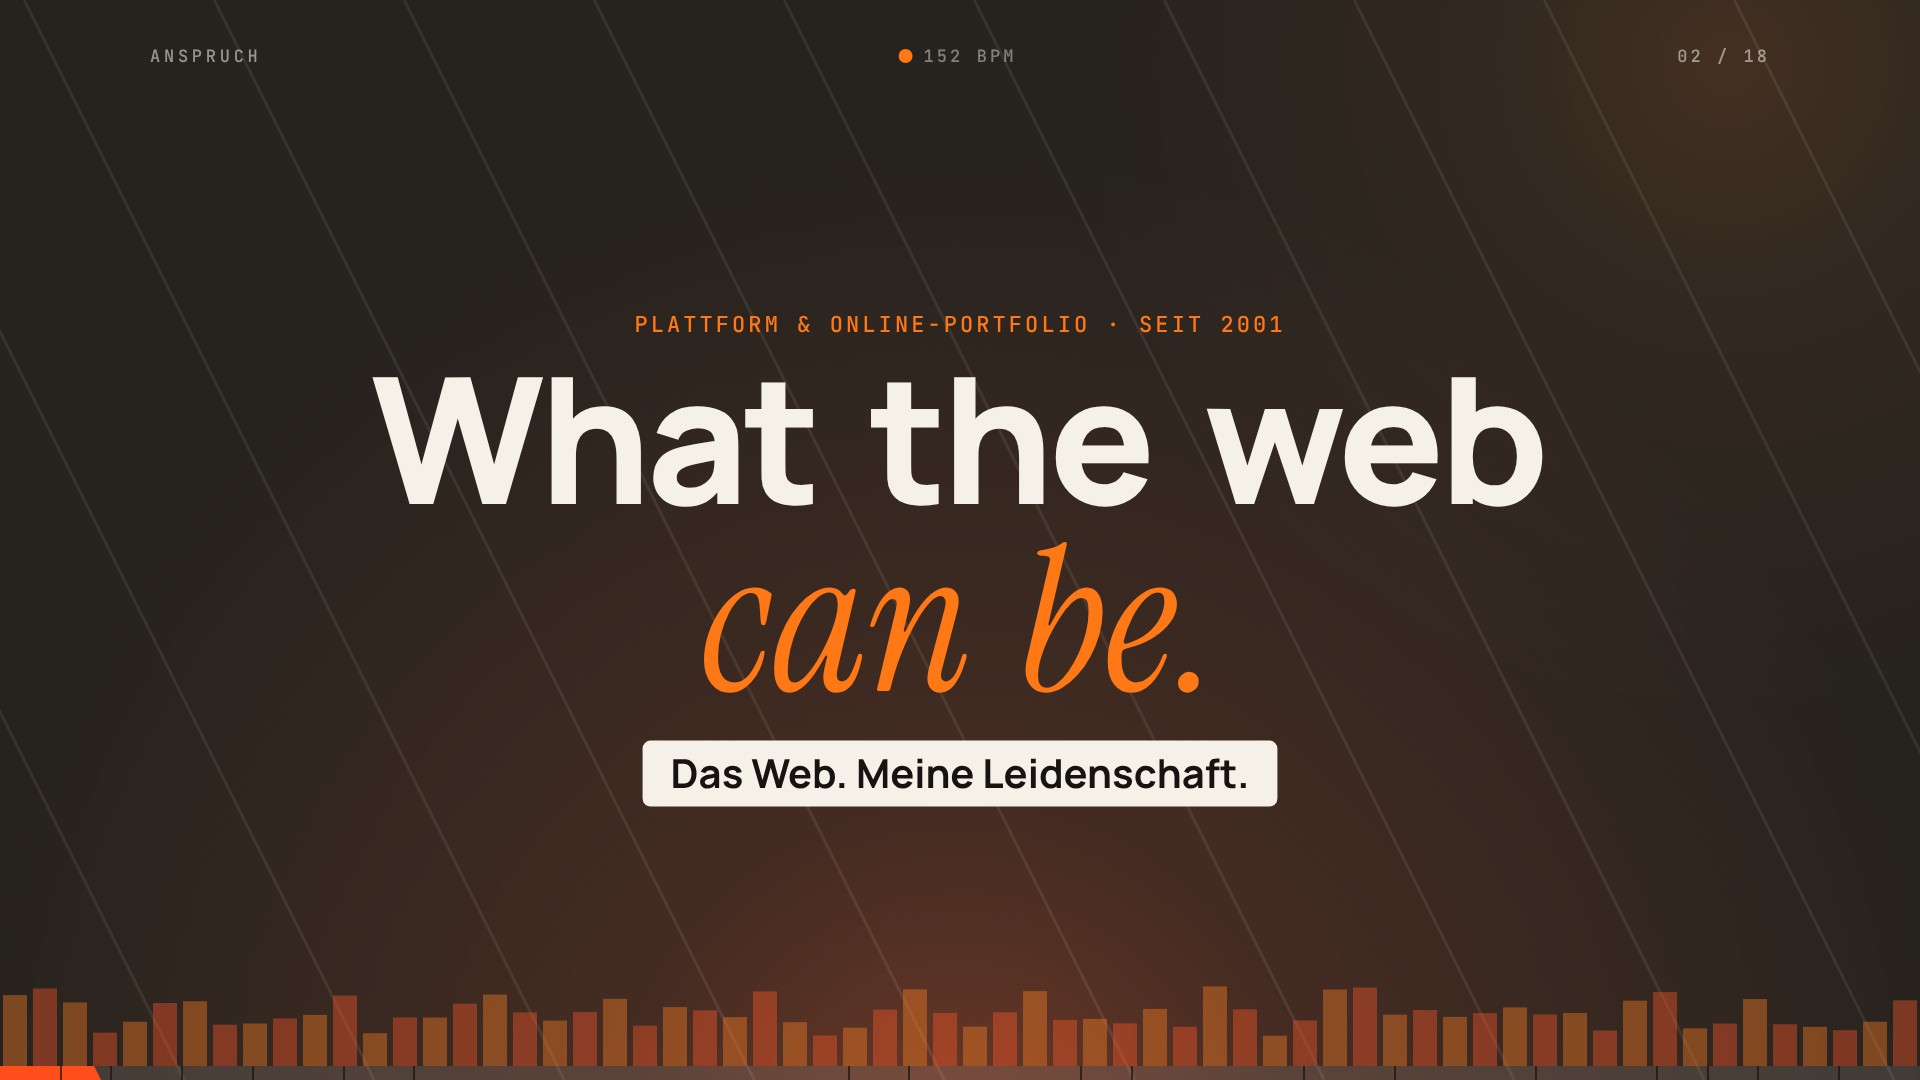 ANSPRUCH
152 BPM
02 / 18
PLATTFORM & ONLINE-PORTFOLIO · SEIT 2001
What the web
can be.
Das Web. Meine Leidenschaft.